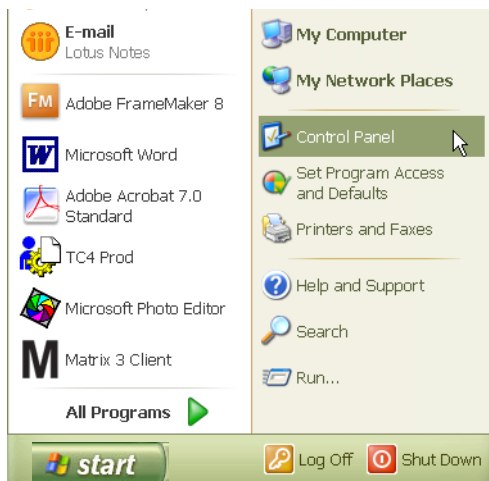 E-mail
Lotus Notes
FM
Adobe FrameMaker 8
W
Microsoft Word
Adobe Acrobat 7.0
Standard
TC4 Prod
Microsoft Photo Editor
M
Matrix 3 Client
All Programs
My Computer
My Network Places
Control Panel
Set Program Access
and Defaults
Printers and Faxes
Help and Support
Search
Run...
start
Log Off
Shut Down